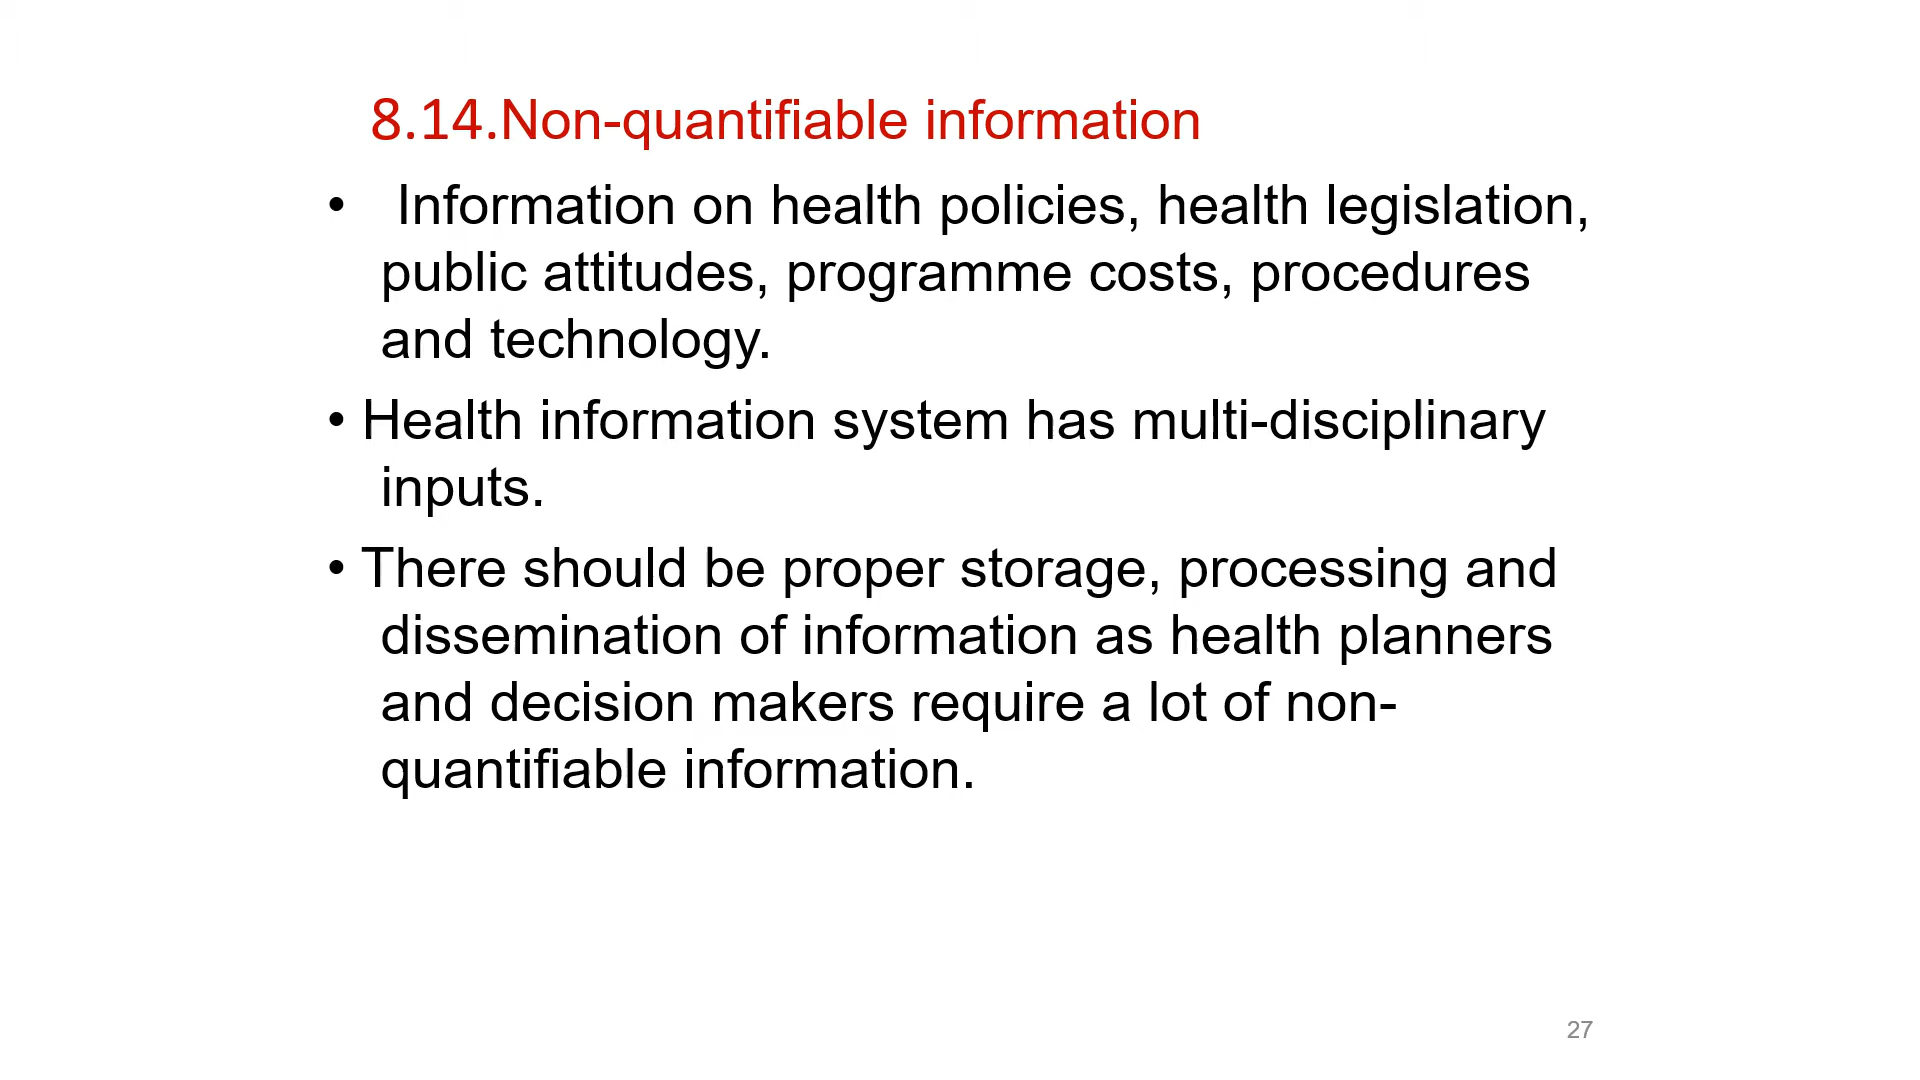 8.14.Non-quantifiable information
• Information on health policies, health legislation,
public attitudes, programme costs, procedures
and technology.
• Health information system has multi-disciplinary
inputs.
• There should be proper storage, processing and
dissemination of information as health planners
and decision makers require a lot of non-
quantifiable information.
27